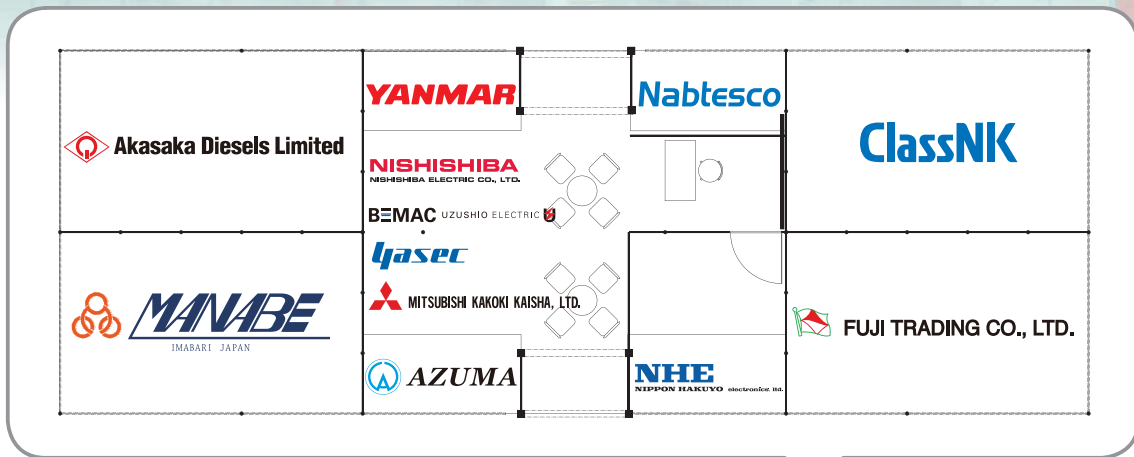 YANMAR
Nabtesco
Akasaka Diesels Limited
ClassNK
NISHISHIBA
NISHISHIBA ELECTRIC CO., LTD.
BEMAC UZUSHIO ELECTRIC
Gasec
MITSUBISHI KAKOKI KAISHA, LTD.
MANABE
IMABARI JAPAN
FUJI TRADING CO., LTD.
AZUMA
NHE
NIPPON HAKUYO electronics, ltd.